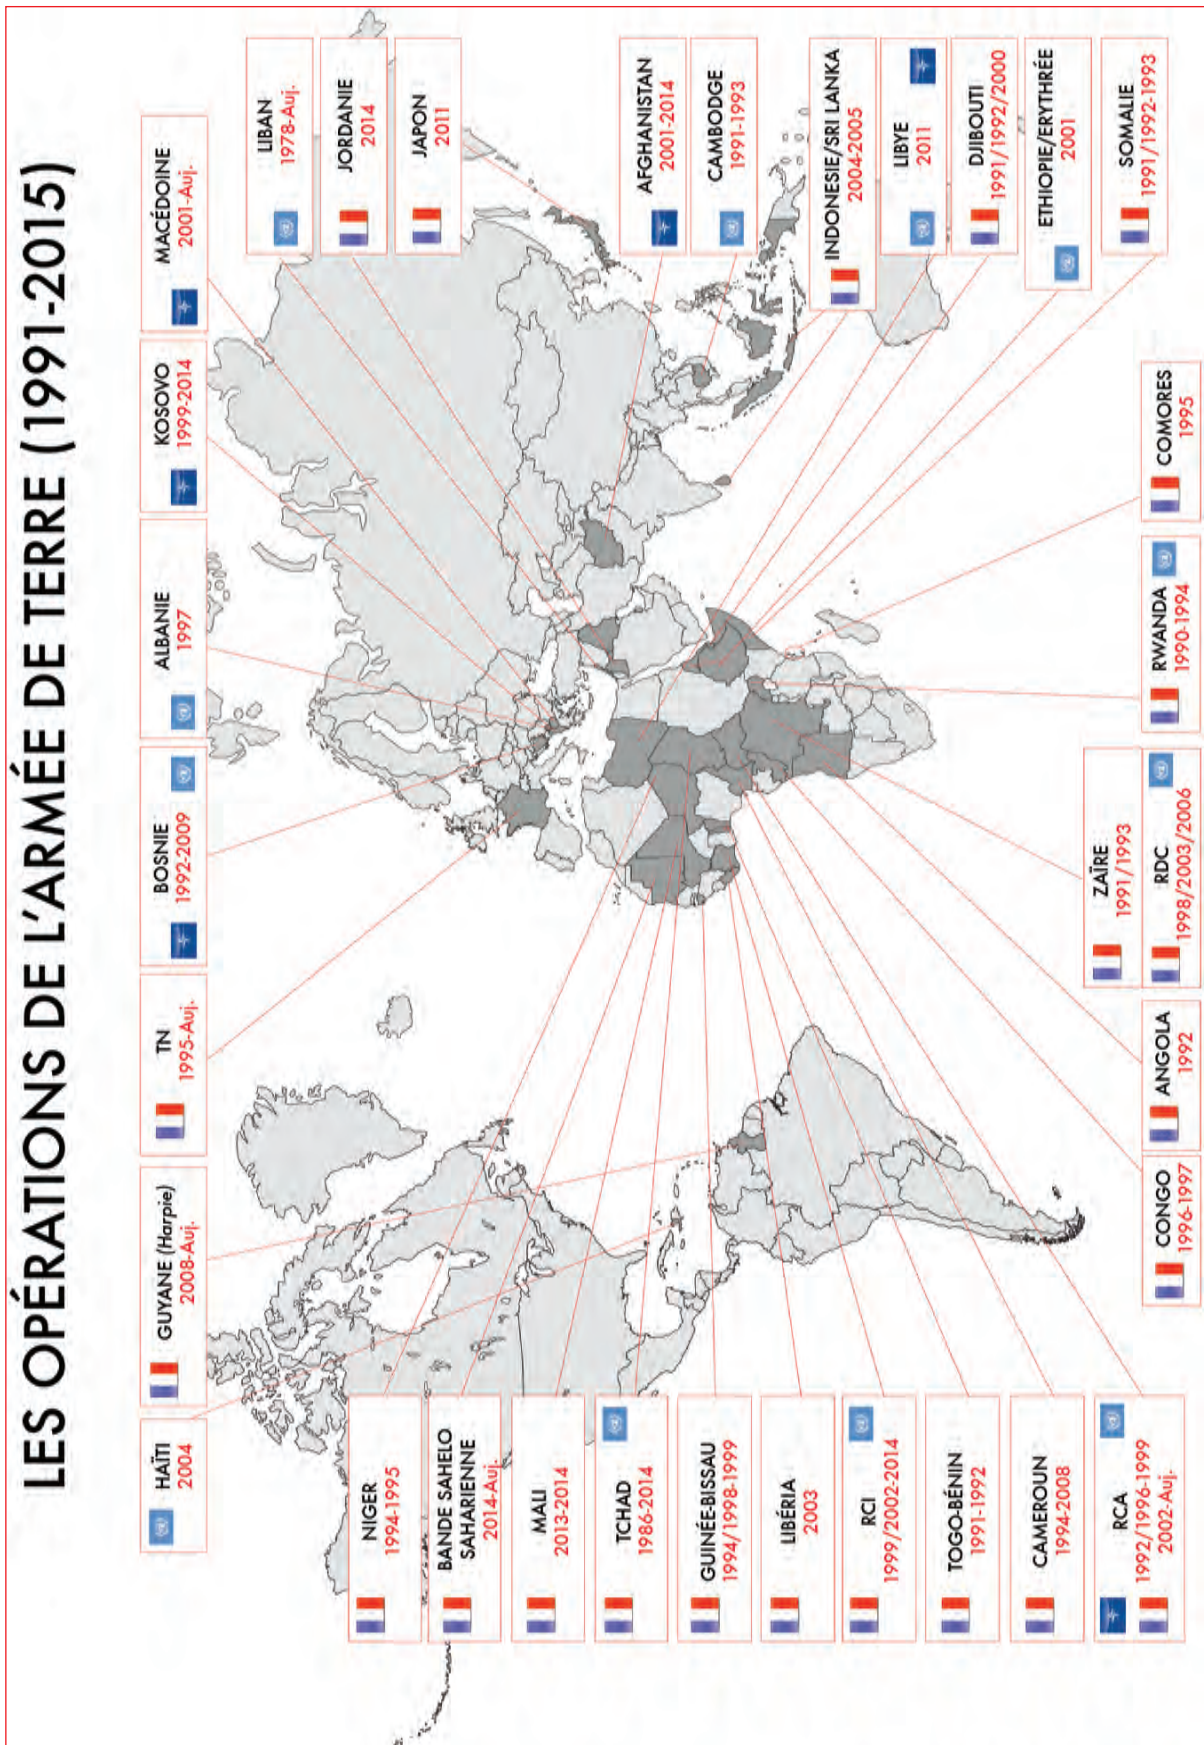 LES OPÉRATIONS DE L'ARMÉE DE TERRE (1991-2015)
HAÏTI
2004
GUYANE (Harpie)
2008-Auj.
TN
1995-Auj.
BOSNIE
1992-2009
ALBANIE
1997
KOSOVO
1999-2014
MACÉDOINE
2001-Auj.
LIBAN
1978-Auj.
JORDANIE
2014
JAPON
2011
AFGHANISTAN
2001-2014
CAMBODGE
1991-1993
INDONESIE/SRI LANKA
2004-2005
LIBYE
2011
DJIBOUTI
1991/1992/2000
ETHIOPIE/ERYTHRÉE
2001
SOMALIE
1991/1992-1993
NIGER
1994-1995
BANDE SAHELO
SAHARIENNE
2014-Auj.
MALI
2013-2014
TCHAD
1986-2014
GUINÉE-BISSAU
1994/1998-1999
LIBÉRIA
2003
RCI
1999/2002-2014
TOGO-BÉNIN
1991-1992
CAMEROUN
1994-2008
RCA
1992/1996-1999
2002-Auj.
CONGO
1996-1997
ANGOLA
1992
ZAÏRE
1991/1993
RDC
1998/2003/2006
RWANDA
1990-1994
COMORES
1995